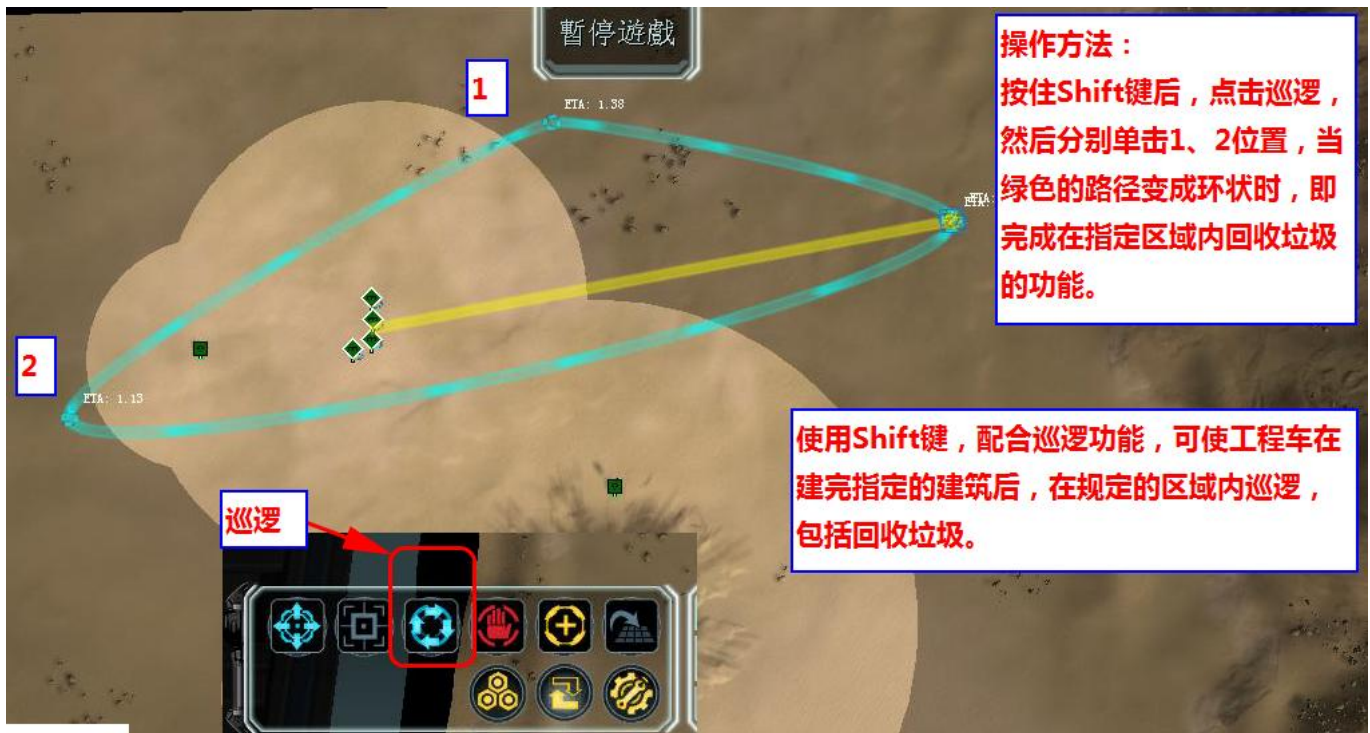 暫停遊戲
操作方法：
按住Shift键后，点击巡逻，
然后分别单击1、2位置，当
绿色的路径变成环状时，即
完成在指定区域内回收垃圾
的功能。
1
ETA: 1.38
ETA:
2
ETA: 1.13
使用Shift键，配合巡逻功能，可使工程车在
建完指定的建筑后，在规定的区域内巡逻，
包括回收垃圾。
巡逻